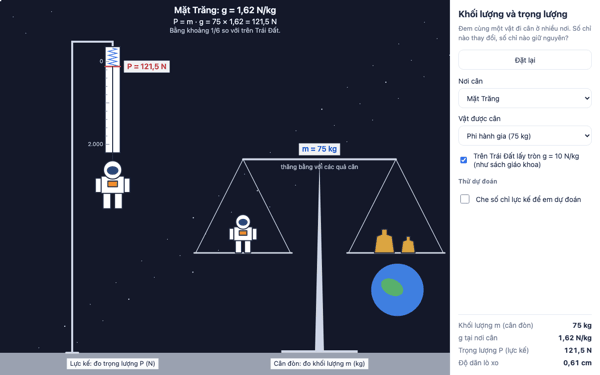 Mặt Trăng: g = 1,62 N/kg
P = m · g = 75 × 1,62 = 121,5 N
Bằng khoảng 1/6 so với trên Trái Đất.
0
P = 121,5 N
2.000
m = 75 kg
thăng bằng với các quả cân
Lực kế: đo trọng lượng P (N)
Cân đòn: đo khối lượng m (kg)
Khối lượng và trọng lượng
Đem cùng một vật đi cân ở nhiều nơi. Số chỉ
nào thay đổi, số chỉ nào giữ nguyên?
Đặt lại
Nơi cân
Mặt Trăng
Vật được cân
Phi hành gia (75 kg)
Trên Trái Đất lấy tròn g = 10 N/kg
(như sách giáo khoa)
Thử dự đoán
Che số chỉ lực kế để em dự đoán
Khối lượng m (cân đòn) 75 kg
g tại nơi cân 1,62 N/kg
Trọng lượng P (lực kế) 121,5 N
Độ dãn lò xo 0,61 cm